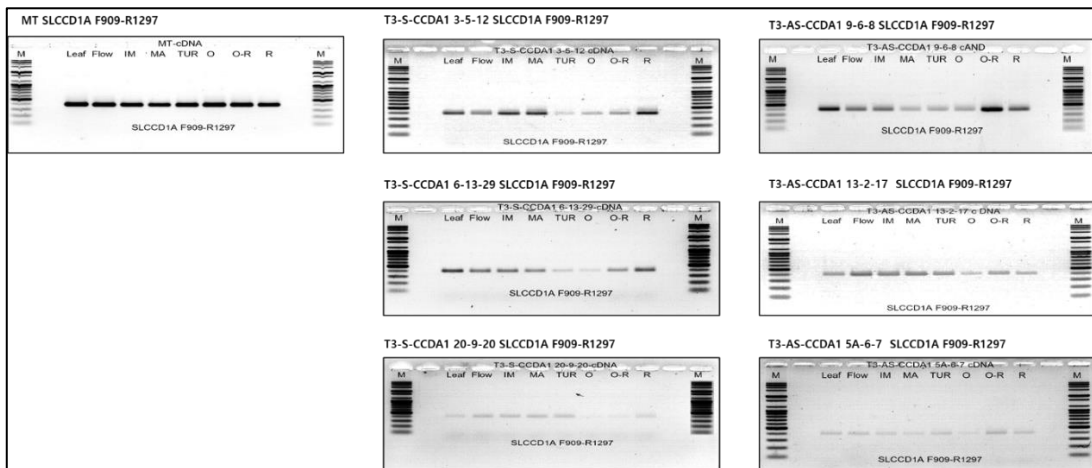 MT SLCCD1A F909-R1297
MT-cDNA
M Leaf Flow IM MA TUR O O-R R M
SLCCD1A F909-R1297
T3-S-CCDA1 3-5-12 SLCCD1A F909-R1297
T3-S-CCDA1 3-5-12 cDNA
M Leaf Flow IM MA TUR O O-R R M
SLCCD1A F909-R1297
T3-AS-CCDA1 9-6-8 SLCCD1A F909-R1297
T3-AS-CCDA1 9-6-8 cAND
M Leaf Flow IM MA TUR O O-R R M
SLCCD1A F909-R1297
T3-S-CCDA1 6-13-29 SLCCD1A F909-R1297
T3-S-CCDA1 6-13-29-cDNA
M Leaf Flow IM MA TUR O O-R R M
SLCCD1A F909-R1297
T3-AS-CCDA1 13-2-17 SLCCD1A F909-R1297
T3-AS-CCDA1 13-2-17 c DNA
M Leaf Flow IM MA TUR O O-R R M
SLCCD1A F909-R1297
T3-S-CCDA1 20-9-20 SLCCD1A F909-R1297
T3-S-CCDA1 20-9-20-cDNA
M Leaf Flow IM MA TUR O O-R R M
SLCCD1A F909-R1297
T3-AS-CCDA1 5A-6-7 SLCCD1A F909-R1297
T3-AS-CCDA1 5A-6-7 cDNA
M Leaf Flow IM MA TUR O O-R R M
SLCCD1A F909-R1297